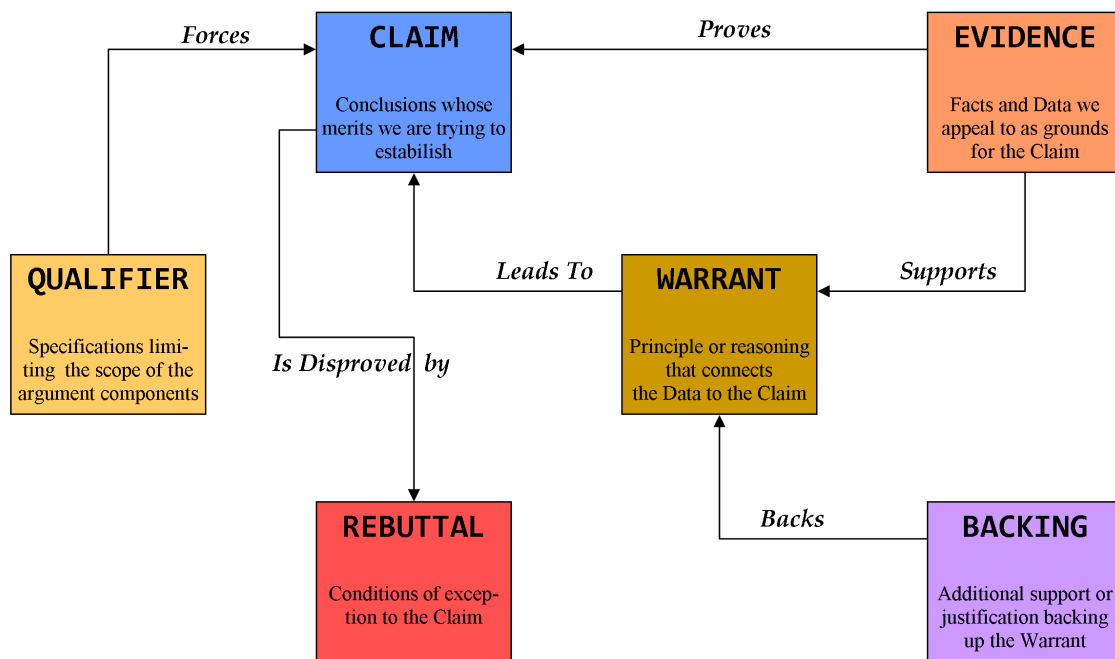 Forces
CLAIM
Conclusions whose
merits we are trying to
estabilish
Proves
EVIDENCE
Facts and Data we
appeal to as grounds
for the Claim
QUALIFIER
Specifications limi-
ting the scope of the
argument components
Leads To
WARRANT
Principle or reasoning
that connects
the Data to the Claim
Supports
Is Disproved by
REBUTTAL
Conditions of excep-
tion to the Claim
Backs
BACKING
Additional support or
justification backing
up the Warrant